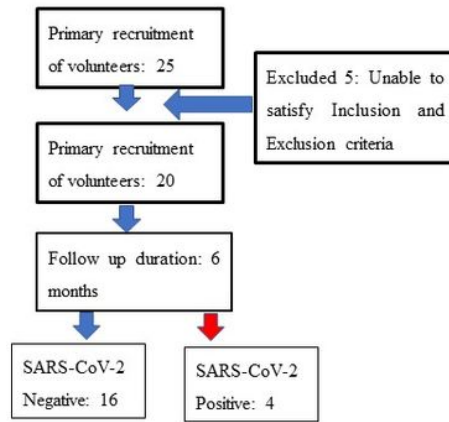 Primary recruitment
of volunteers: 25
Excluded 5: Unable to
satisfy Inclusion and
Exclusion criteria
Primary recruitment
of volunteers: 20
Follow up duration: 6
months
SARS-CoV-2
Negative: 16
SARS-CoV-2
Positive: 4